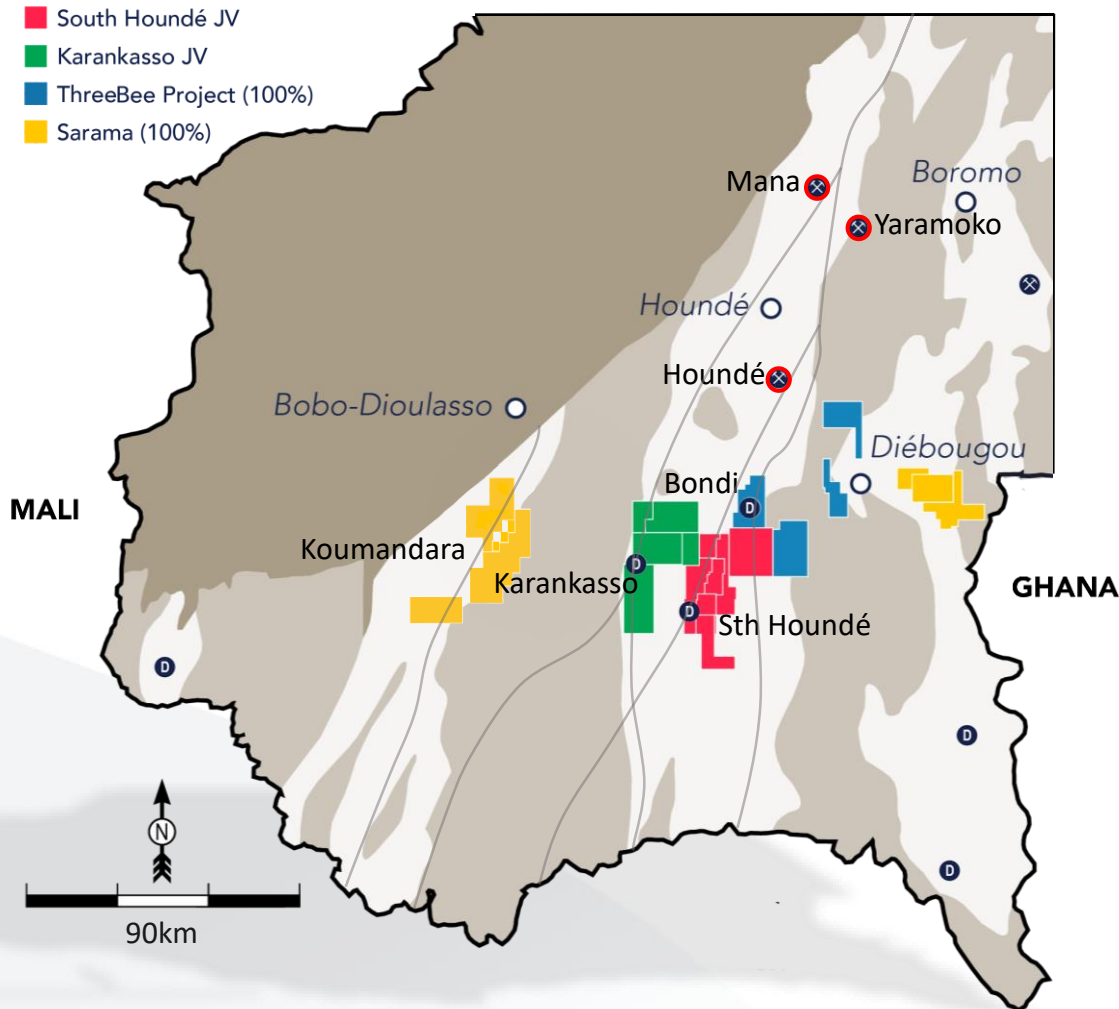 South Houndé JV
Karankasso JV
ThreeBee Project (100%)
Sarama (100%)
Mana
Boromo
Yaramoko
Houndé
Houndé
Bobo-Dioulasso
Diébougou
Bondi
D
MALI
Koumandara
Karankasso
D
GHANA
D
Sth Houndé
D
D
N
D
90km